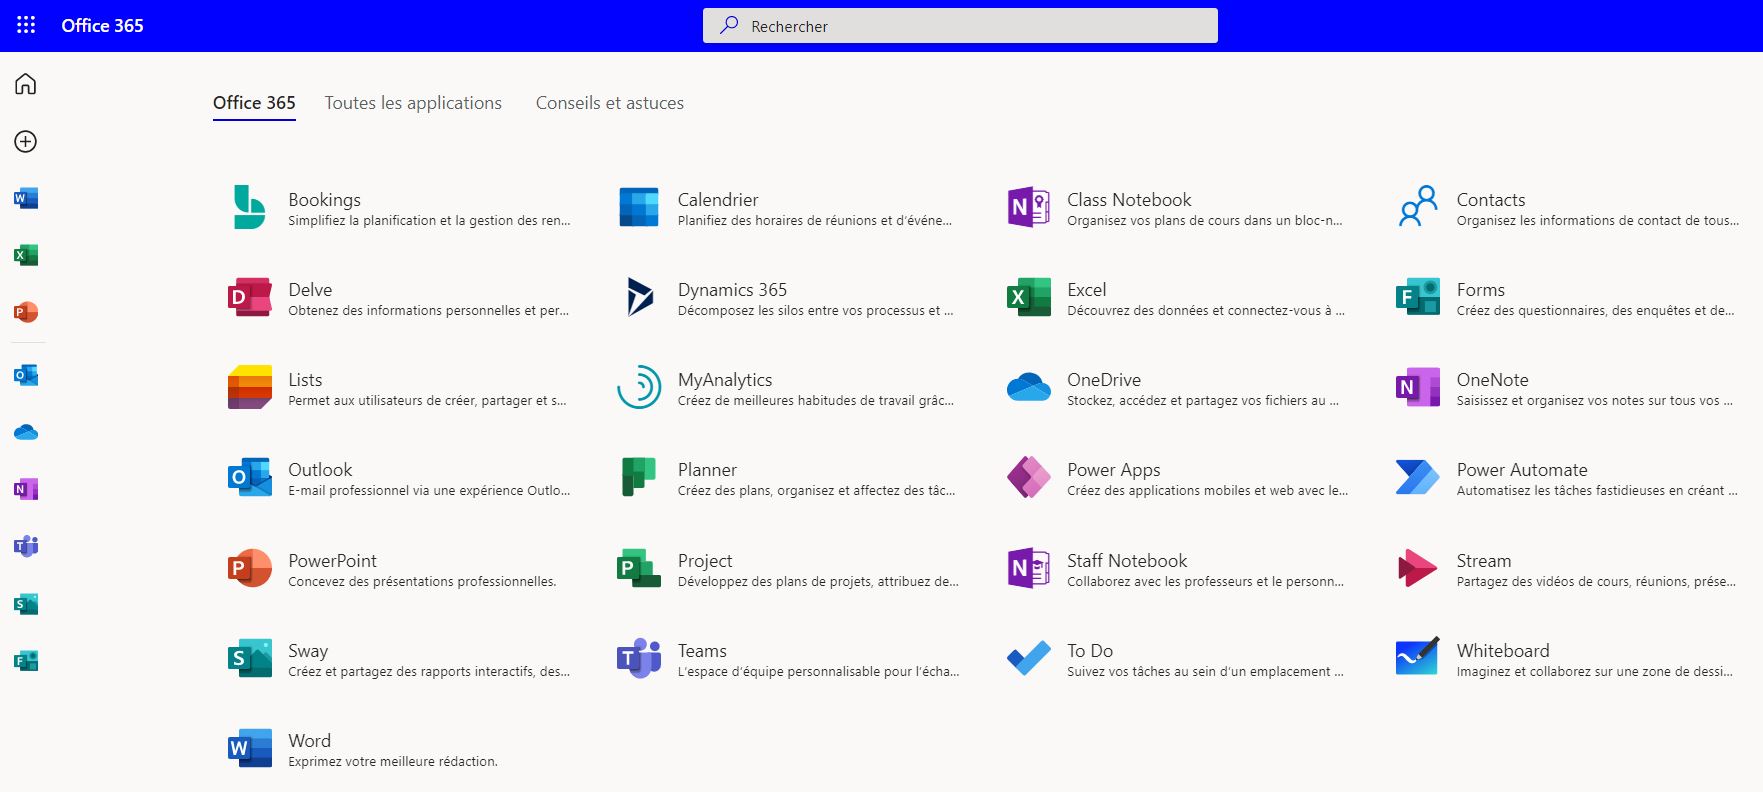 Office 365
Rechercher
Office 365 Toutes les applications Conseils et astuces
Bookings
Simplifiez la planification et la gestion des ren...
Calendrier
Planifiez des horaires de réunions et d'événe...
Class Notebook
Organisez vos plans de cours dans un bloc-n...
Contacts
Organisez les informations de contact de tous...
Delve
Obtenez des informations personnelles et per...
Dynamics 365
Décomposez les silos entre vos processus et ...
Excel
Découvrez des données et connectez-vous à ...
Forms
Créez des questionnaires, des enquêtes et de...
Lists
Permet aux utilisateurs de créer, partager et s...
MyAnalytics
Créez de meilleures habitudes de travail grâc...
OneDrive
Stockez, accédez et partagez vos fichiers au ...
OneNote
Saisissez et organisez vos notes sur tous vos ...
Outlook
E-mail professionnel via une expérience Outlo...
Planner
Créez des plans, organisez et affectez des tâc...
Power Apps
Créez des applications mobiles et web avec le...
Power Automate
Automatisez les tâches fastidieuses en créant ...
PowerPoint
Concevez des présentations professionnelles.
Project
Développez des plans de projets, attribuez de...
Staff Notebook
Collaborez avec les professeurs et le personn...
Stream
Partagez des vidéos de cours, réunions, prése...
Sway
Créez et partagez des rapports interactifs, des...
Teams
L'espace d'équipe personnalisable pour l'écha...
To Do
Suivez vos tâches au sein d'un emplacement ...
Whiteboard
Imaginez et collaborez sur une zone de dessi...
Word
Exprimez votre meilleure rédaction.